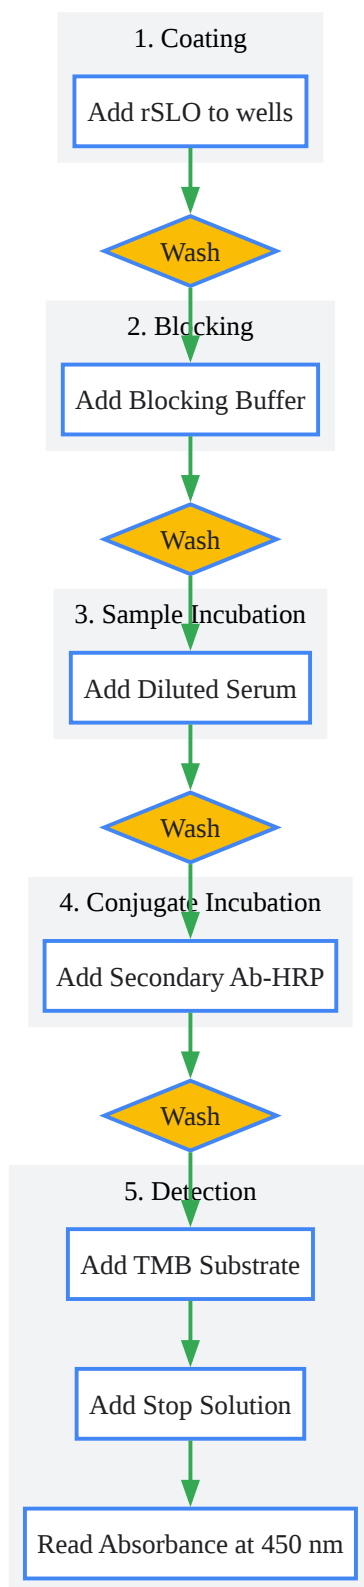 1. Coating
Add rSLO to wells
Wash
2. Blocking
Add Blocking Buffer
Wash
3. Sample Incubation
Add Diluted Serum
Wash
4. Conjugate Incubation
Add Secondary Ab-HRP
Wash
5. Detection
Add TMB Substrate
Add Stop Solution
Read Absorbance at 450 nm